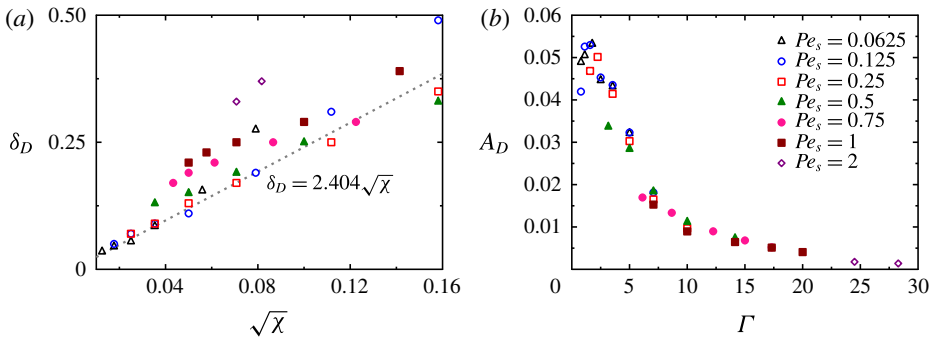 (a)
0.50
0.25
0
δ_D
δ_D = 2.404√χ
0.04 0.08 0.12 0.16
√χ
(b)
0.06
0.05
0.04
0.03
0.02
0.01
A_D
Pe_s = 0.0625
Pe_s = 0.125
Pe_s = 0.25
Pe_s = 0.5
Pe_s = 0.75
Pe_s = 1
Pe_s = 2
0 5 10 15 20 25 30
Γ